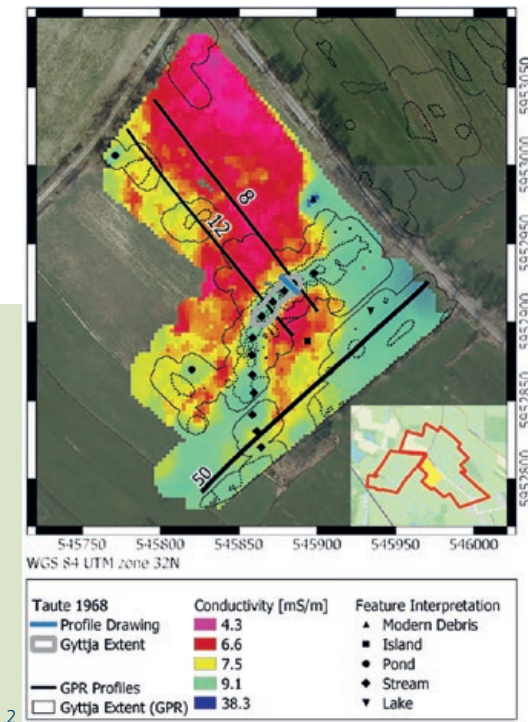 8
12
50
5953050
5953000
5952950
5952900
5952850
5952800
545750 545800 545850 545900 545950 546000
WGS 84 UTM zone 32N
Taute 1968
Profile Drawing
Gyttja Extent
GPR Profiles
Gyttja Extent (GPR)
Conductivity [mS/m]
4.3
6.6
7.5
9.1
38.3
Feature Interpretation
Modern Debris
Island
Pond
Stream
Lake
2